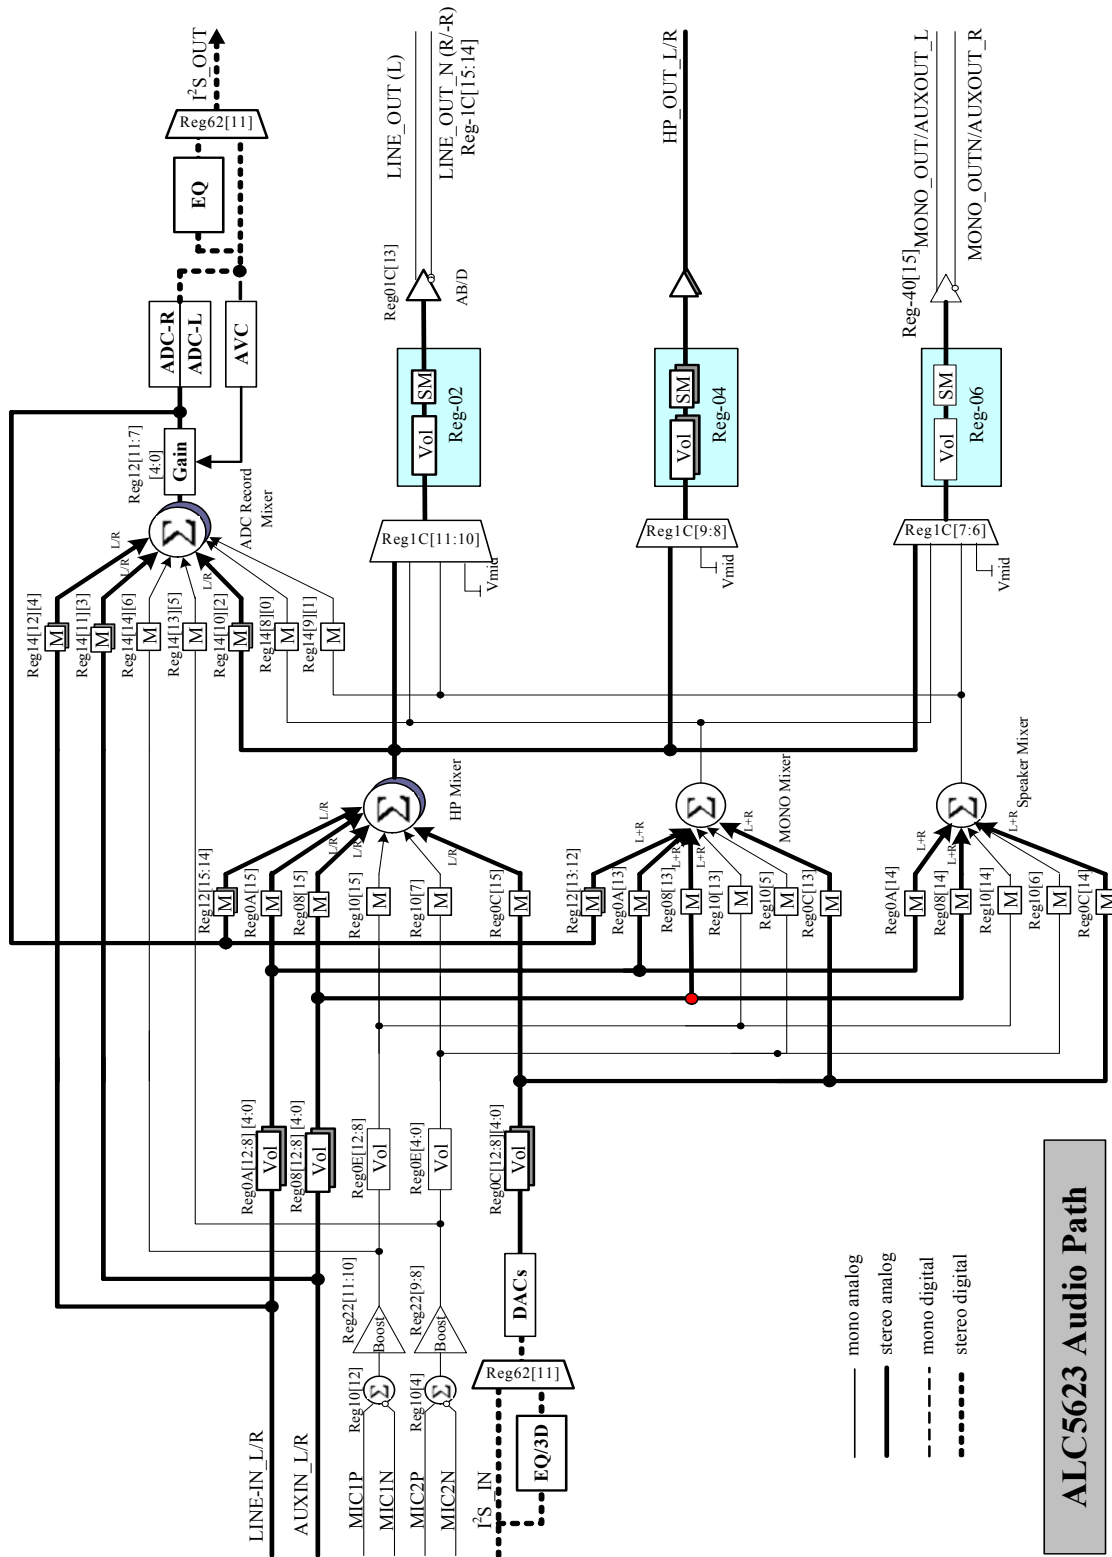 LINE-IN_L/R
AUXIN_L/R
MIC1P
MIC1N
MIC2P
MIC2N
I²S_IN
EQ/3D
Reg10[12]
Σ
Reg10[4]
Σ
Reg62[11]
Reg22[11:10]
Boost
Reg22[9:8]
Boost
DACs
Reg0A[12:8] [4:0]
Vol
Reg08[12:8] [4:0]
Vol
Reg0E[12:8]
Vol
Reg0E[4:0]
Vol
Reg0C[12:8][4:0]
Vol
Reg12[15:14]
M
Reg0A[15]
M
Reg08[15]
M
Reg10[15]
M
Reg10[7]
M
Reg0C[15]
M
L/R
L/R
L/R
L/R
Σ
HP Mixer
Reg12[13:12]
M
Reg0A[13]
M
Reg08[13]
M
Reg10[13]
M
Reg10[5]
M
Reg0C[13]
M
L+R
L+R
L+R
L+R
Σ
MONO Mixer
Reg0A[14]
M
Reg08[14]
M
Reg10[14]
M
Reg10[6]
M
Reg0C[14]
M
L+R
L+R
L+R
Σ
Speaker Mixer
Reg14[12][4]
M
Reg14[11][3]
M
Reg14[14][6]
M
Reg14[13][5]
M
Reg14[10][2]
M
Reg14[8][0]
M
Reg14[9][1]
M
L/R
L/R
L/R
Σ
ADC Record
Mixer
Reg12[11:7]
[4:0]
Gain
ADC-R
ADC-L
AVC
EQ
Reg62[11]
I²S_OUT
Reg1C[11:10]
Vmid
Vol
SM
Reg-02
Reg01C[13]
AB/D
LINE_OUT (L)
LINE_OUT_N (R/-R)
Reg-1C[15:14]
Reg1C[9:8]
Vmid
Vol
SM
Reg-04
HP_OUT_L/R
Reg1C[7:6]
Vmid
Vol
SM
Reg-06
Reg-40[15]
MONO_OUT/AUXOUT_L
MONO_OUTN/AUXOUT_R
mono analog
stereo analog
mono digital
stereo digital
ALC5623 Audio Path